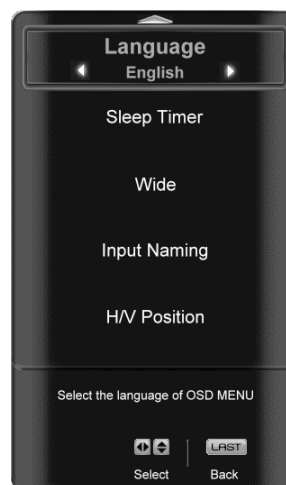 Language
English
Sleep Timer
Wide
Input Naming
H/V Position
Select the language of OSD MENU
LAST
Select
Back